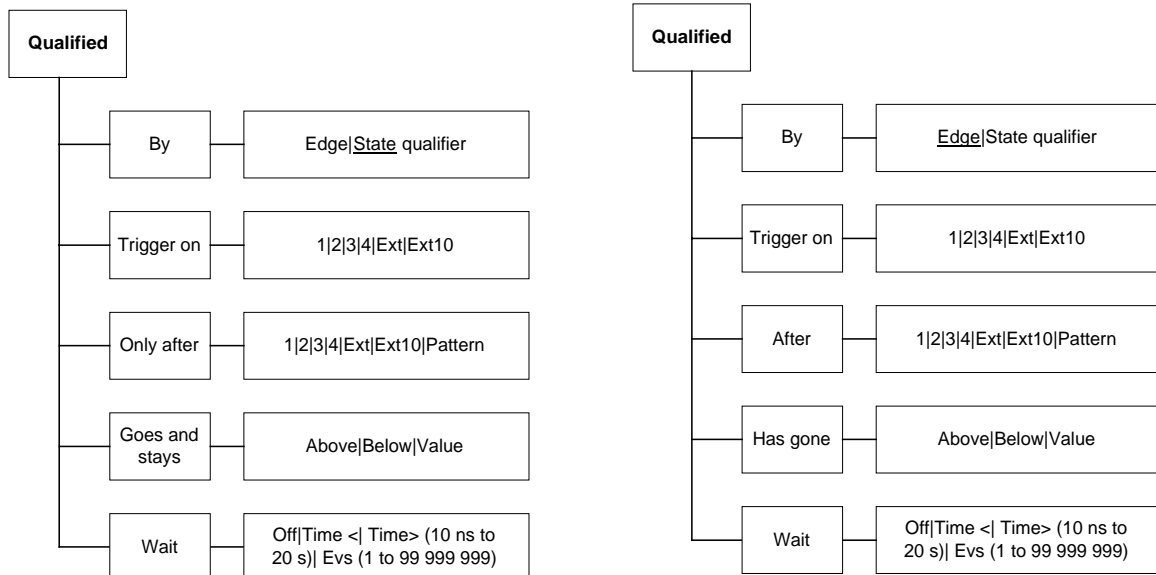 Qualified
By
Edge|State qualifier
Trigger on
1|2|3|4|Ext|Ext10
Only after
1|2|3|4|Ext|Ext10|Pattern
Goes and
stays
Above|Below|Value
Wait
Off|Time <| Time> (10 ns to
20 s)| Evs (1 to 99 999 999)
Qualified
By
Edge|State qualifier
Trigger on
1|2|3|4|Ext|Ext10
After
1|2|3|4|Ext|Ext10|Pattern
Has gone
Above|Below|Value
Wait
Off|Time <| Time> (10 ns to
20 s)| Evs (1 to 99 999 999)